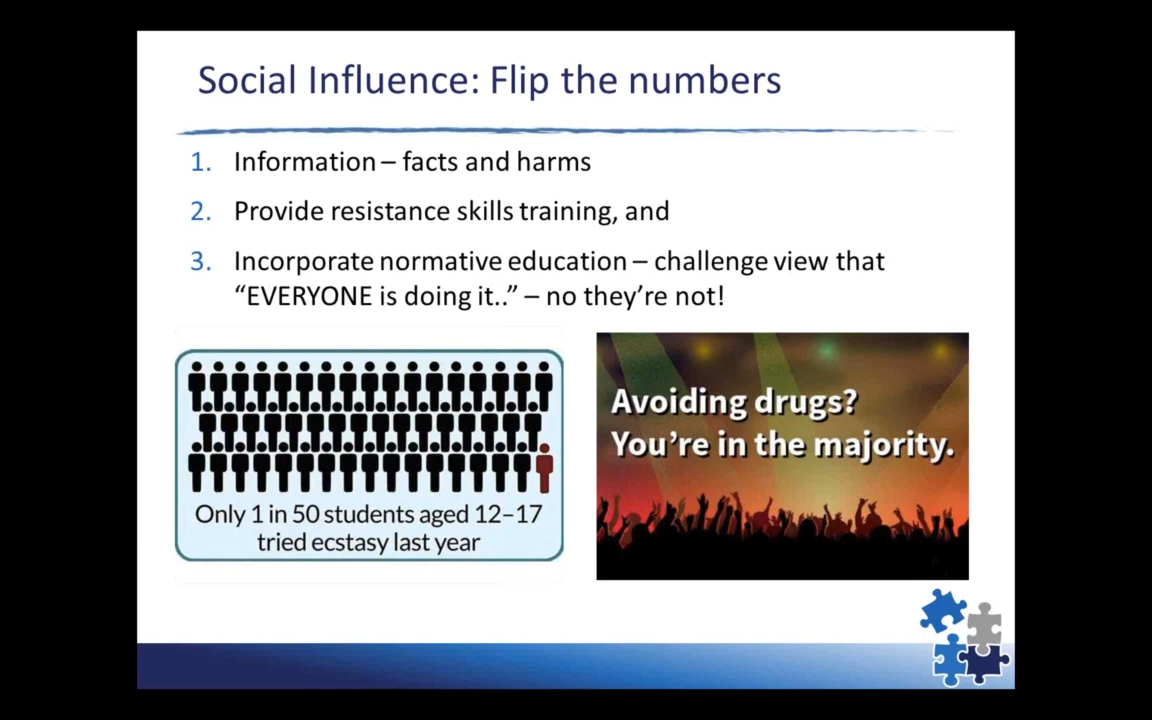 Social Influence: Flip the numbers
1. Information – facts and harms
2. Provide resistance skills training, and
3. Incorporate normative education – challenge view that
“EVERYONE is doing it..” – no they’re not!
Only 1 in 50 students aged 12–17
tried ecstasy last year
Avoiding drugs?
You’re in the majority.